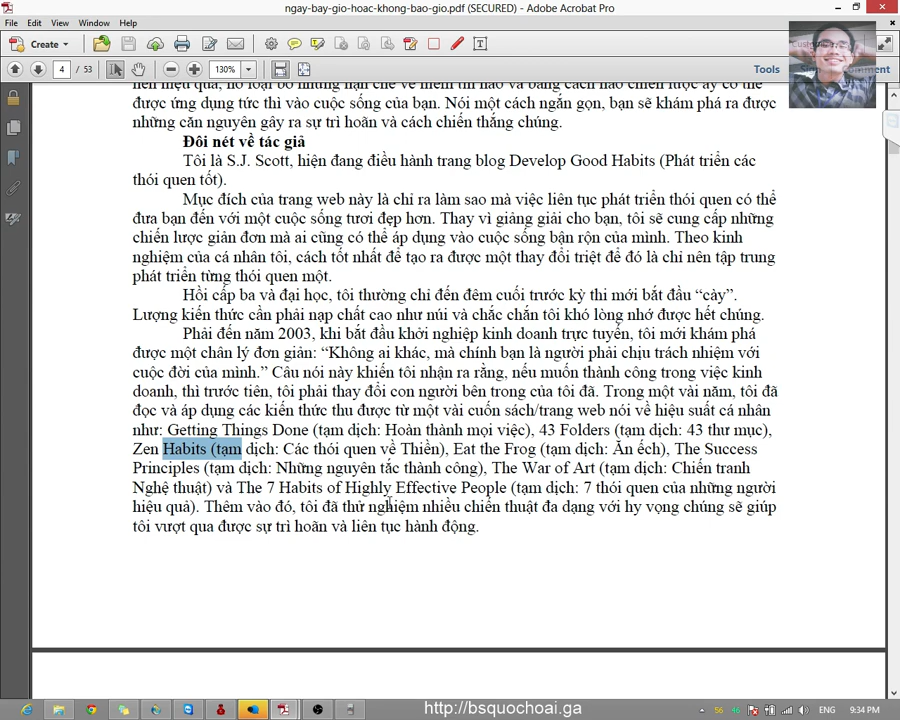 ngay-bay-gio-hoac-khong-bao-gio.pdf (SECURED) - Adobe Acrobat Pro
File Edit View Window Help
Create
4 / 53 130% Tools
được ứng dụng tức thì vào cuộc sống của bạn. Nói một cách ngắn gọn, bạn sẽ khám phá ra được
những căn nguyên gây ra sự trì hoãn và cách chiến thắng chúng.
Đôi nét về tác giả
Tôi là S.J. Scott, hiện đang điều hành trang blog Develop Good Habits (Phát triển các
thói quen tốt).
Mục đích của trang web này là chỉ ra làm sao mà việc liên tục phát triển thói quen có thể
đưa bạn đến với một cuộc sống tươi đẹp hơn. Thay vì giảng giải cho bạn, tôi sẽ cung cấp những
chiến lược giản đơn mà ai cũng có thể áp dụng vào cuộc sống bận rộn của mình. Theo kinh
nghiệm của cá nhân tôi, cách tốt nhất để tạo ra được một thay đổi triệt để đó là chỉ nên tập trung
phát triển từng thói quen một.
Hồi cấp ba và đại học, tôi thường chỉ đến đêm cuối trước kỳ thi mới bắt đầu “cày”.
Lượng kiến thức cần phải nạp chất cao như núi và chắc chắn tôi khó lòng nhớ được hết chúng.
Phải đến năm 2003, khi bắt đầu khởi nghiệp kinh doanh trực tuyến, tôi mới khám phá
được một chân lý đơn giản: “Không ai khác, mà chính bạn là người phải chịu trách nhiệm với
cuộc đời của mình.” Câu nói này khiến tôi nhận ra rằng, nếu muốn thành công trong việc kinh
doanh, thì trước tiên, tôi phải thay đổi con người bên trong của tôi đã. Trong một vài năm, tôi đã
đọc và áp dụng các kiến thức thu được từ một vài cuốn sách/trang web nói về hiệu suất cá nhân
như: Getting Things Done (tạm dịch: Hoàn thành mọi việc), 43 Folders (tạm dịch: 43 thư mục),
Zen Habits (tạm dịch: Các thói quen về Thiền), Eat the Frog (tạm dịch: Ăn ếch), The Success
Principles (tạm dịch: Những nguyên tắc thành công), The War of Art (tạm dịch: Chiến tranh
Nghệ thuật) và The 7 Habits of Highly Effective People (tạm dịch: 7 thói quen của những người
hiệu quả). Thêm vào đó, tôi đã thử nghiệm nhiều chiến thuật đa dạng với hy vọng chúng sẽ giúp
tôi vượt qua được sự trì hoãn và liên tục hành động.
http://bsquochoai.ga
56 46 ENG 9:34 PM